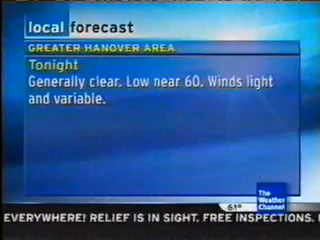 local forecast
GREATER HANOVER AREA
Tonight
Generally clear. Low near 60. Winds light
and variable.
The
Weather
Channel
61°
EVERYWHERE! RELIEF IS IN SIGHT. FREE INSPECTIONS.